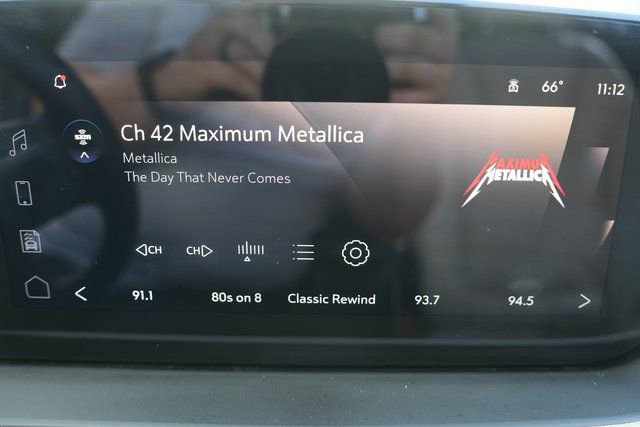 66° 11:12
sxm
Ch 42 Maximum Metallica
Metallica
The Day That Never Comes
MAXIMUM
METALLICA
CH CH
91.1 80s on 8 Classic Rewind 93.7 94.5